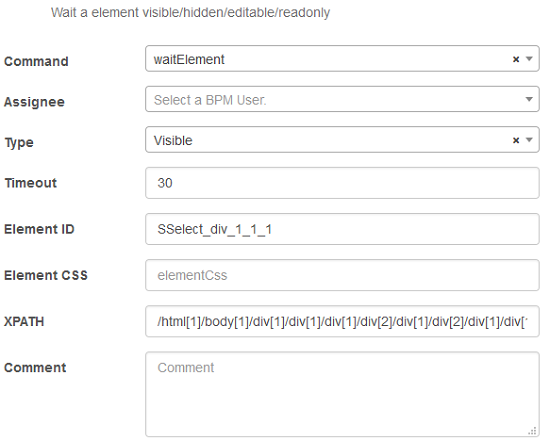 Wait a element visible/hidden/editable/readonly
Command waitElement × 
Assignee Select a BPM User.
Type Visible ×
Timeout 30
Element ID SSelect_div_1_1_1
Element CSS elementCss
XPATH /html[1]/body[1]/div[1]/div[1]/div[1]/div[2]/div[1]/div[2]/div[1]/div[
Comment Comment